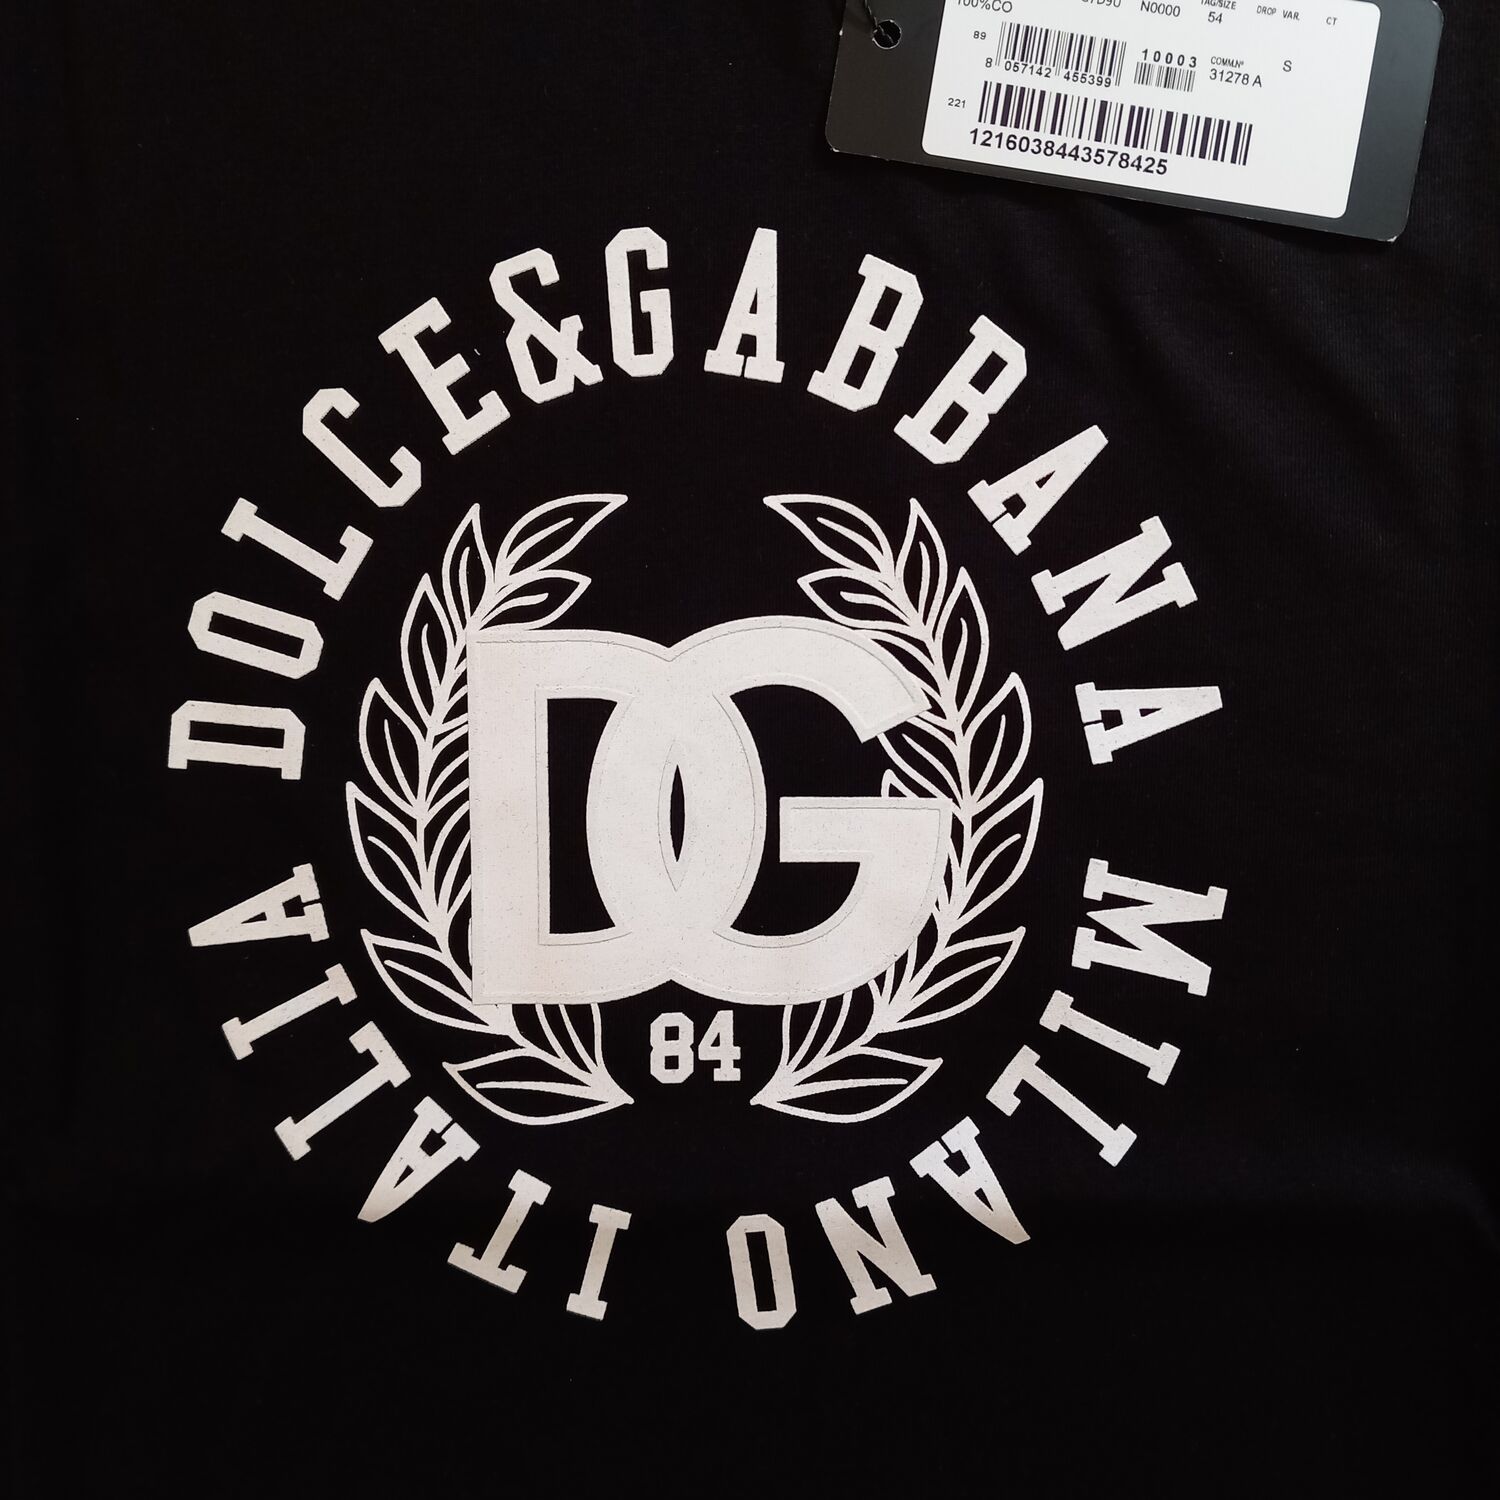 100%CO N0000 TAG/SIZE 54 DROP VAR. CT
89 8 057142 455399 10003 COMM.Nº 31278 A S
221
1216038443578425
DOLCE&GABBANA
DG
84
MILANO ITALIA